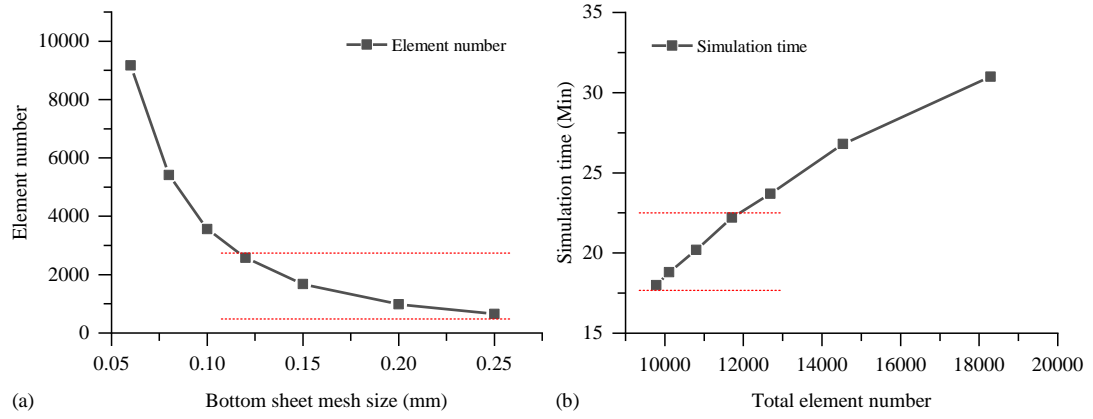 10000
8000
6000
4000
2000
0
Element number
Element number
0.05
0.10
0.15
0.20
0.25
(a)
Bottom sheet mesh size (mm)
35
30
25
20
15
Simulation time (Min)
Simulation time
10000
12000
14000
16000
18000
20000
(b)
Total element number